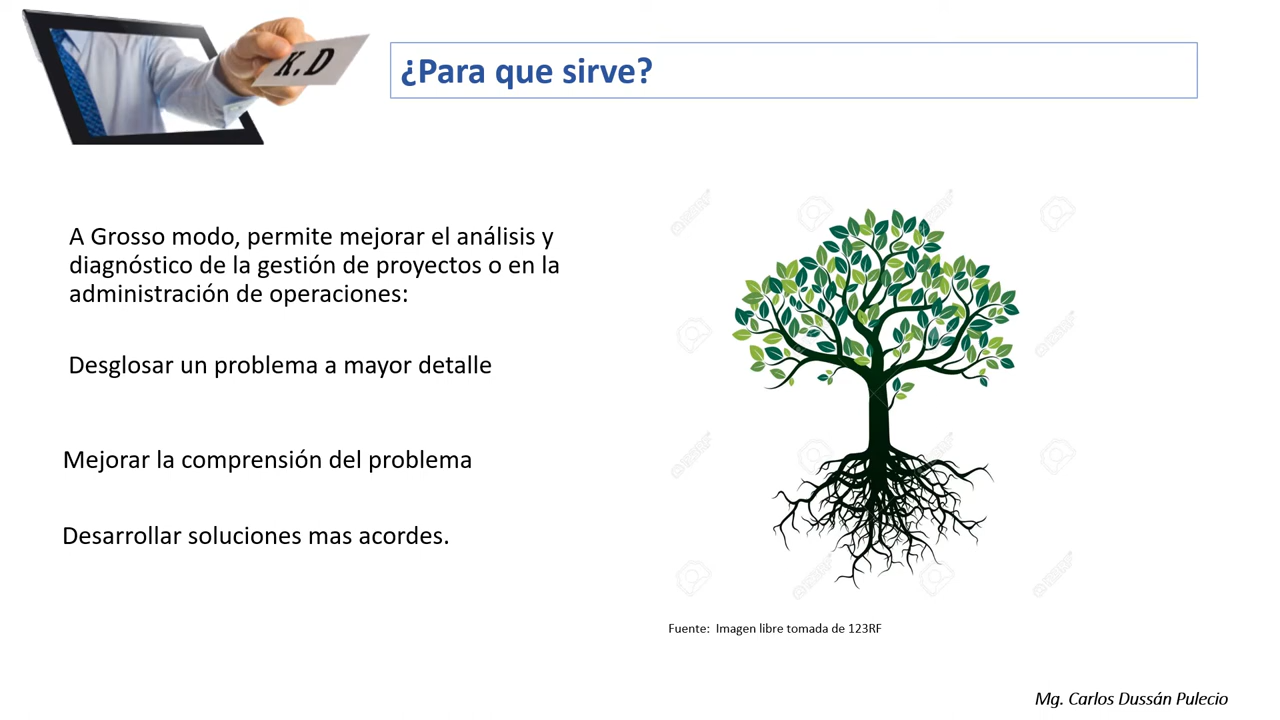 K.D
¿Para que sirve?
A Grosso modo, permite mejorar el análisis y
diagnóstico de la gestión de proyectos o en la
administración de operaciones:
Desglosar un problema a mayor detalle
Mejorar la comprensión del problema
Desarrollar soluciones mas acordes.
Fuente: Imagen libre tomada de 123RF
Mg. Carlos Dussán Pulecio